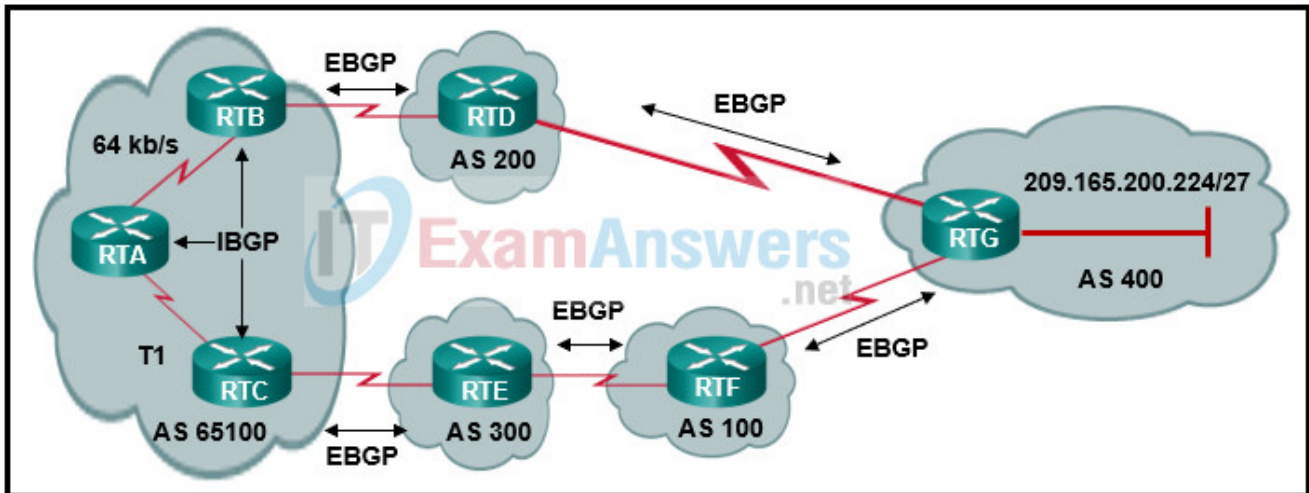 EBGP
RTB
RTD
EBGP
64 kb/s
AS 200
209.165.200.224/27
RTA
IBGP
RTG
ITExamAnswers
.net
AS 400
EBGP
EBGP
T1
RTC
RTE
RTF
AS 65100
AS 300
AS 100
EBGP